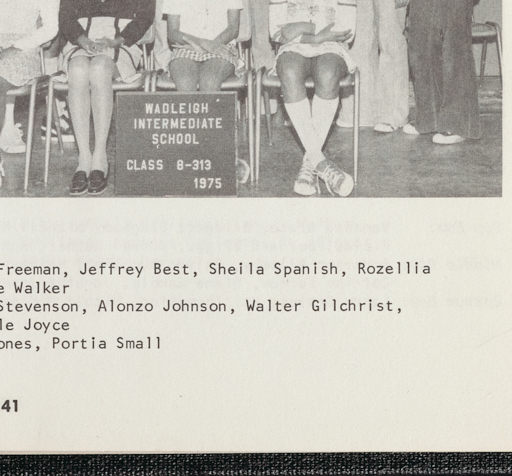 WADLEIGH
INTERMEDIATE
SCHOOL
CLASS 8-313
1975
Freeman, Jeffrey Best, Sheila Spanish, Rozellia
e Walker
Stevenson, Alonzo Johnson, Walter Gilchrist,
le Joyce
ones, Portia Small
41